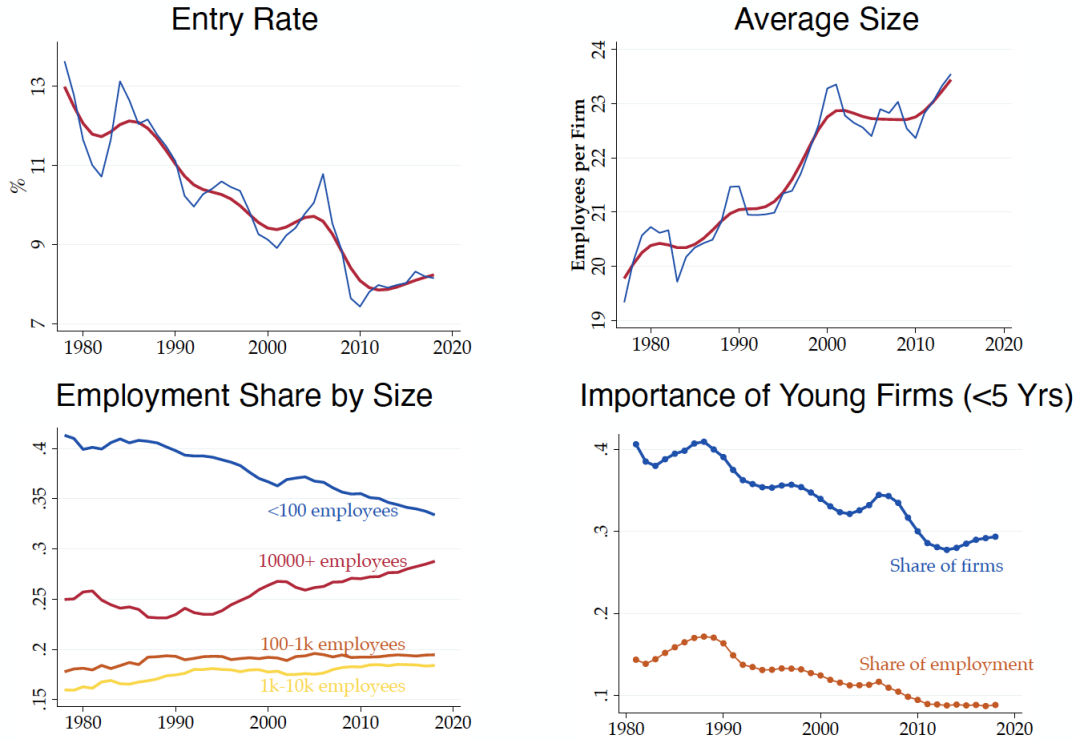 Entry Rate
%
13
11
9
7
1980 1990 2000 2010 2020
Average Size
Employees per Firm
24
23
22
21
20
19
1980 1990 2000 2010 2020
Employment Share by Size
.4
.35
.3
.25
.2
.15
<100 employees
10000+ employees
100-1k employees
1k-10k employees
1980 1990 2000 2010 2020
Importance of Young Firms (<5 Yrs)
.4
.3
.2
.1
Share of firms
Share of employment
1980 1990 2000 2010 2020